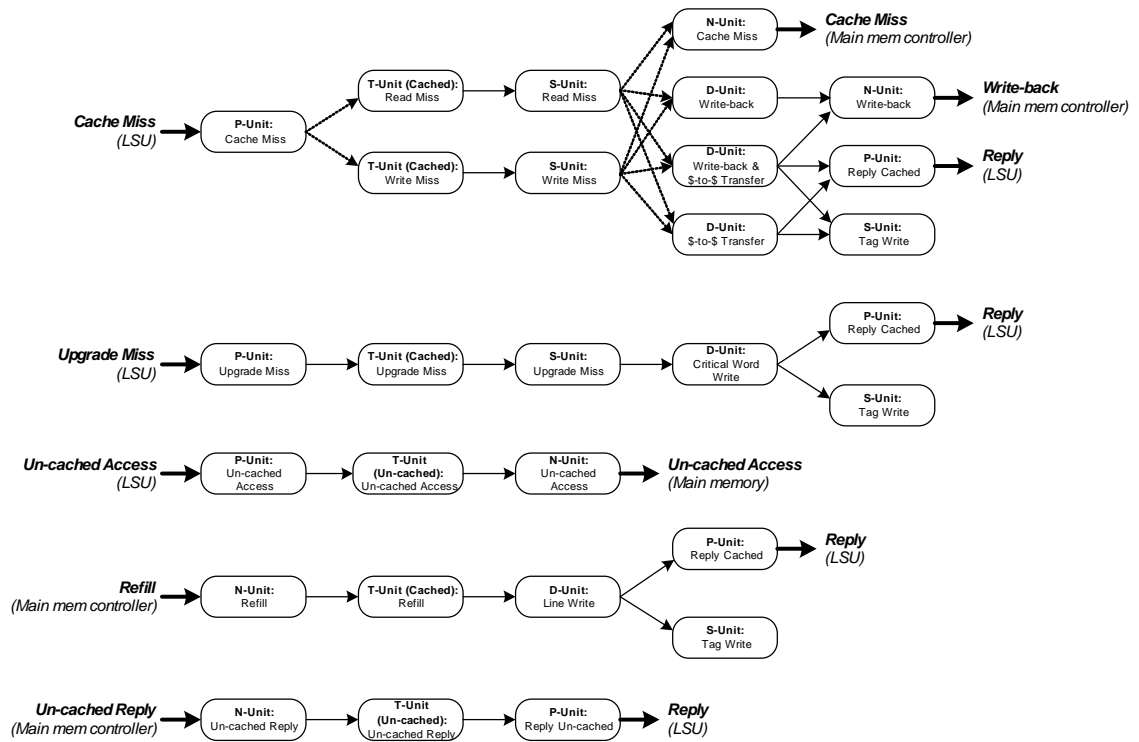 Cache Miss
(LSU)
P-Unit:
Cache Miss
T-Unit (Cached):
Read Miss
T-Unit (Cached):
Write Miss
S-Unit:
Read Miss
S-Unit:
Write Miss
N-Unit:
Cache Miss
D-Unit:
Write-back
D-Unit:
Write-back &
$-to-$ Transfer
D-Unit:
$-to-$ Transfer
N-Unit:
Write-back
P-Unit:
Reply Cached
S-Unit:
Tag Write
Cache Miss
(Main mem controller)
Write-back
(Main mem controller)
Reply
(LSU)
Upgrade Miss
(LSU)
P-Unit:
Upgrade Miss
T-Unit (Cached):
Upgrade Miss
S-Unit:
Upgrade Miss
D-Unit:
Critical Word
Write
P-Unit:
Reply Cached
S-Unit:
Tag Write
Reply
(LSU)
Un-cached Access
(LSU)
P-Unit:
Un-cached
Access
T-Unit
(Un-cached):
Un-cached Access
N-Unit:
Un-cached
Access
Un-cached Access
(Main memory)
Refill
(Main mem controller)
N-Unit:
Refill
T-Unit (Cached):
Refill
D-Unit:
Line Write
P-Unit:
Reply Cached
S-Unit:
Tag Write
Reply
(LSU)
Un-cached Reply
(Main mem controller)
N-Unit:
Un-cached Reply
T-Unit
(Un-cached):
Un-cached Reply
P-Unit:
Reply Un-cached
Reply
(LSU)